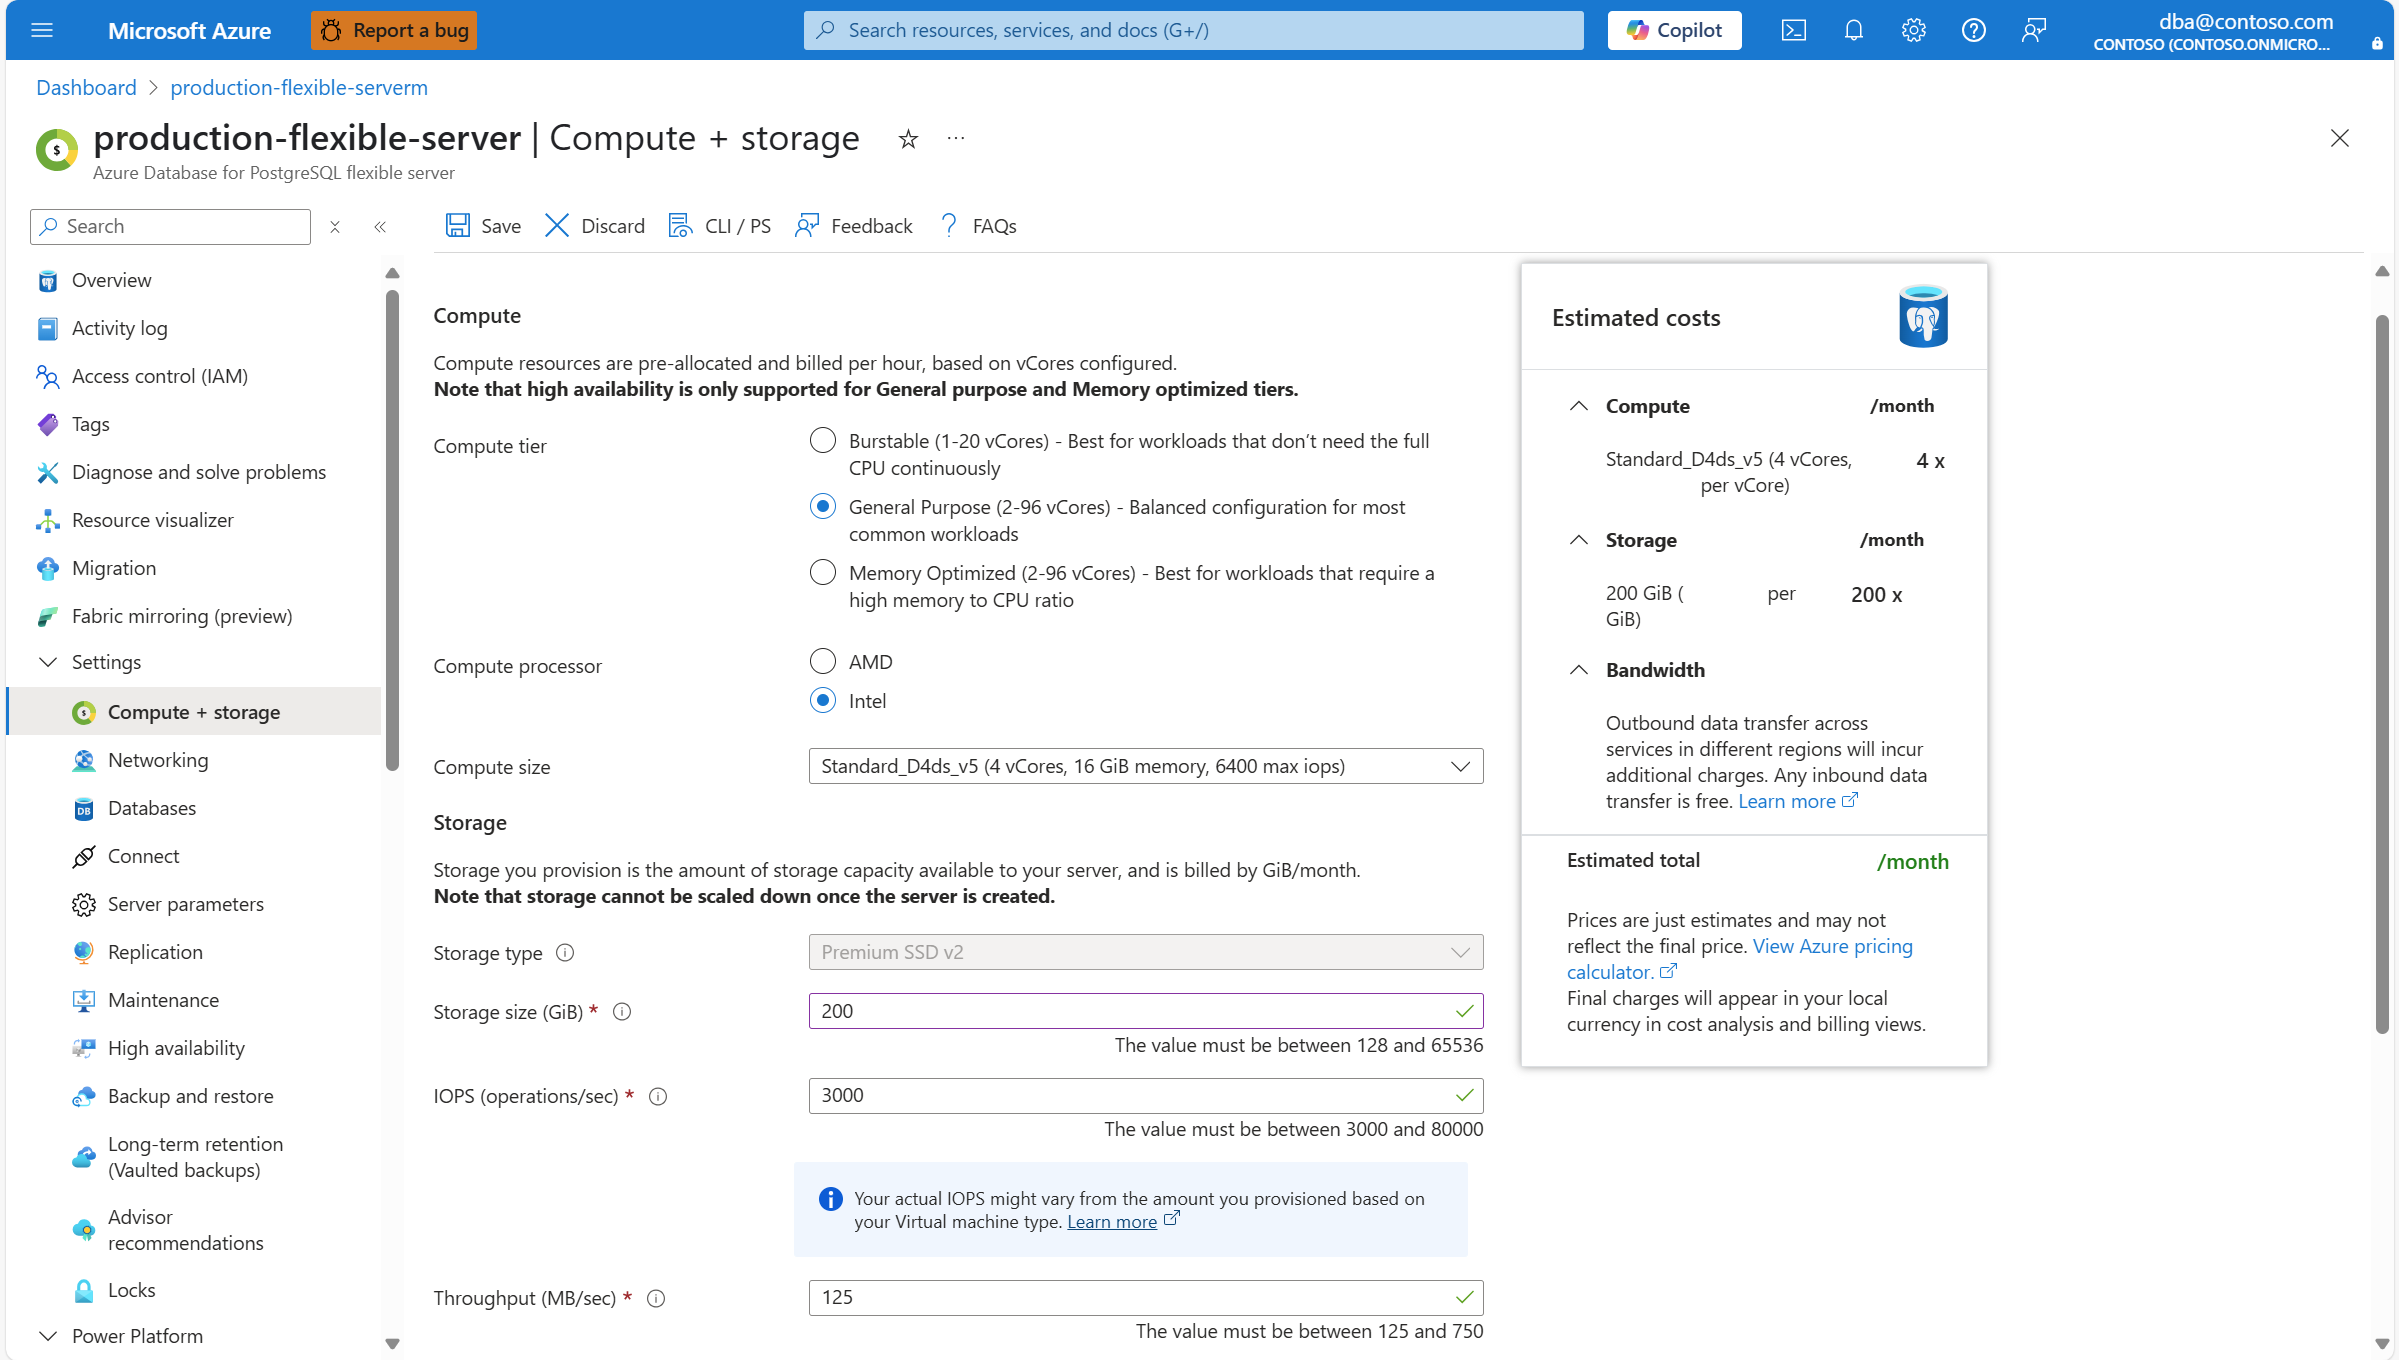 Microsoft Azure
Report a bug
Search resources, services, and docs (G+/)
Copilot
dba@contoso.com
CONTOSO (CONTOSO.ONMICRO...
Dashboard
production-flexible-serverm
production-flexible-server | Compute + storage
Azure Database for PostgreSQL flexible server
Search
Save
Discard
CLI / PS
Feedback
FAQs
Overview
Activity log
Access control (IAM)
Tags
Diagnose and solve problems
Resource visualizer
Migration
Fabric mirroring (preview)
Settings
Compute + storage
Networking
Databases
Connect
Server parameters
Replication
Maintenance
High availability
Backup and restore
Long-term retention
(Vaulted backups)
Advisor
recommendations
Locks
Power Platform
Compute
Compute resources are pre-allocated and billed per hour, based on vCores configured.
Note that high availability is only supported for General purpose and Memory optimized tiers.
Compute tier
Burstable (1-20 vCores) - Best for workloads that don’t need the full
CPU continuously
General Purpose (2-96 vCores) - Balanced configuration for most
common workloads
Memory Optimized (2-96 vCores) - Best for workloads that require a
high memory to CPU ratio
Compute processor
AMD
Intel
Compute size
Standard_D4ds_v5 (4 vCores, 16 GiB memory, 6400 max iops)
Storage
Storage you provision is the amount of storage capacity available to your server, and is billed by GiB/month.
Note that storage cannot be scaled down once the server is created.
Storage type
Premium SSD v2
Storage size (GiB) *
200
The value must be between 128 and 65536
IOPS (operations/sec) *
3000
The value must be between 3000 and 80000
Your actual IOPS might vary from the amount you provisioned based on
your Virtual machine type. Learn more
Throughput (MB/sec) *
125
The value must be between 125 and 750
Estimated costs
Compute /month
Standard_D4ds_v5 (4 vCores, 4 x
per vCore)
Storage /month
200 GiB ( per 200 x
GiB)
Bandwidth
Outbound data transfer across
services in different regions will incur
additional charges. Any inbound data
transfer is free. Learn more
Estimated total /month
Prices are just estimates and may not
reflect the final price. View Azure pricing
calculator.
Final charges will appear in your local
currency in cost analysis and billing views.